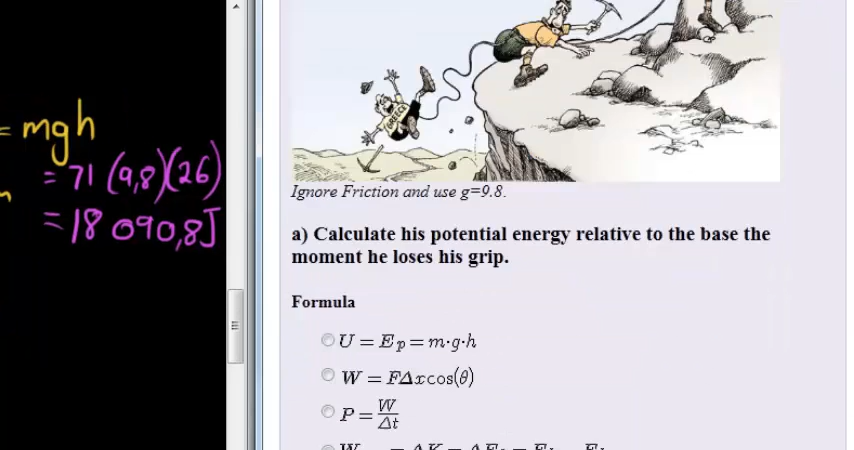 = mgh
= 71 (9,8)(26)
= 18 090,8J
GREECE
Ignore Friction and use g=9.8.
a) Calculate his potential energy relative to the base the
moment he loses his grip.
Formula
U = Ep = m·g·h
W = FΔxcos(θ)
P = W/Δt